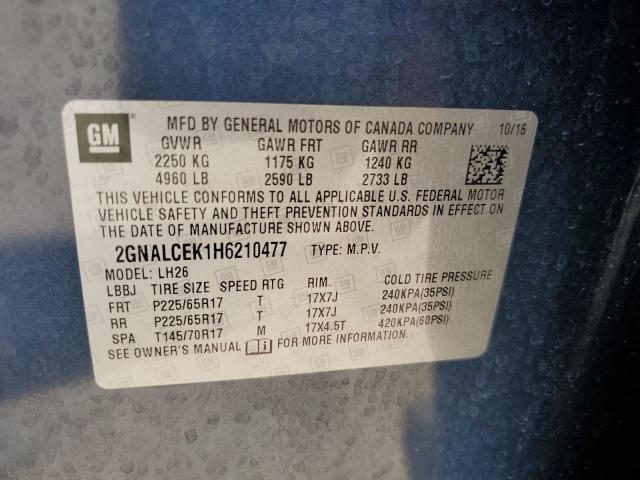 GM
MFD BY GENERAL MOTORS OF CANADA COMPANY 10/16
GVWR GAWR FRT GAWR RR
2250 KG 1175 KG 1240 KG
4960 LB 2590 LB 2733 LB
THIS VEHICLE CONFORMS TO ALL APPLICABLE U.S. FEDERAL MOTOR
VEHICLE SAFETY AND THEFT PREVENTION STANDARDS IN EFFECT ON
THE DATE OF MANUFACTURE SHOWN ABOVE.
2GNALCEK1H6210477 TYPE: M.P.V.
MODEL: LH26
LBBJ TIRE SIZE SPEED RTG RIM COLD TIRE PRESSURE
FRT P225/65R17 T 17X7J 240KPA(35PSI)
RR P225/65R17 T 17X7J 240KPA(35PSI)
SPA T145/70R17 M 17X4.5T 420KPA(60PSI)
SEE OWNER'S MANUAL FOR MORE INFORMATION.